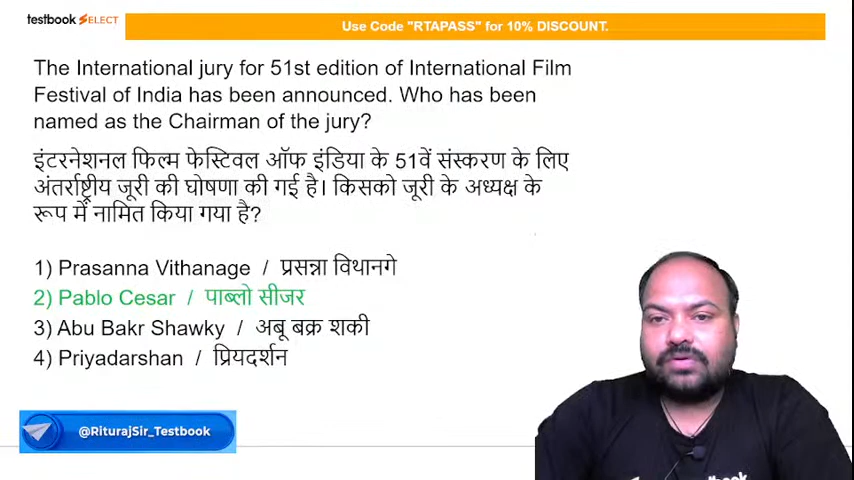 testbook SELECT
Use Code "RTAPASS" for 10% DISCOUNT.
The International jury for 51st edition of International Film
Festival of India has been announced. Who has been
named as the Chairman of the jury?
इंटरनेशनल फिल्म फेस्टिवल ऑफ इंडिया के 51वें संस्करण के लिए
अंतर्राष्ट्रीय जूरी की घोषणा की गई है। किसको जूरी के अध्यक्ष के
रूप में नामित किया गया है?
1) Prasanna Vithanage / प्रसन्ना विथानगे
2) Pablo Cesar / पाब्लो सीजर
3) Abu Bakr Shawky / अबू बक्र शकी
4) Priyadarshan / प्रियदर्शन
@RiturajSir_Testbook